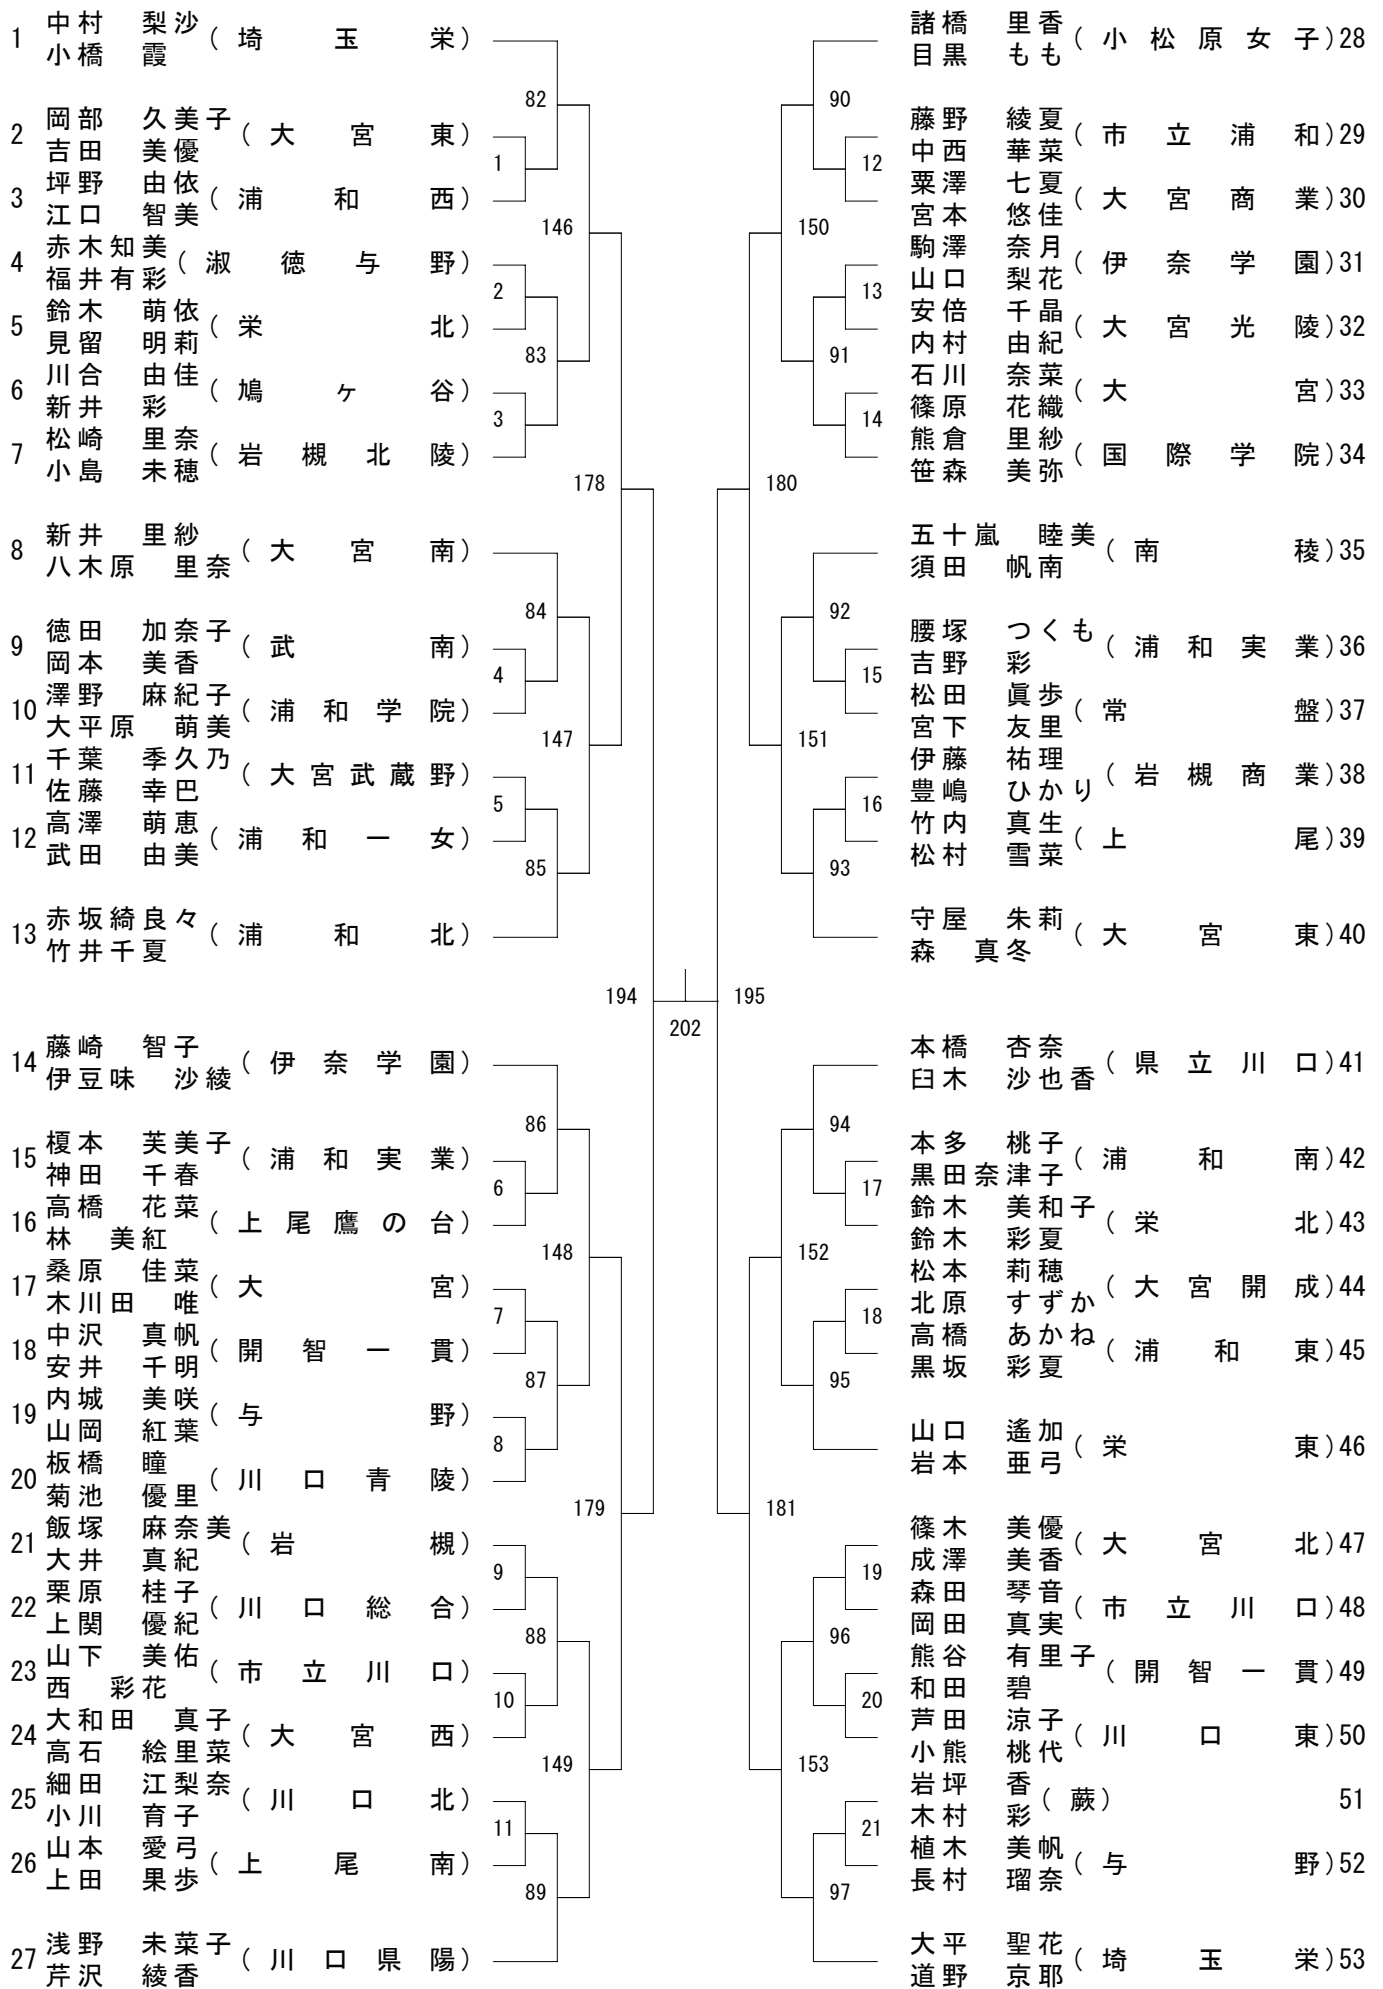 1 中村 梨沙 小橋 霞 (埼玉栄)
2 岡部 久美子 吉田 美優 (大宮東)
3 坪野 由依 江口 智美 (浦和西)
4 赤木知美 福井有彩 (淑徳与野)
5 鈴木 萌依 見留 明莉 (栄北)
6 川合 由佳 新井 彩 (鳩ヶ谷)
7 松崎 里奈 小島 未穂 (岩槻北陵)
8 新井 里紗 八木原 里奈 (大宮南)
9 徳田 加奈子 岡本 美香 (武南)
10 澤野 麻紀子 大平原 萌美 (浦和学院)
11 千葉 季久乃 佐藤 幸巴 (大宮武蔵野)
12 高澤 萌恵 武田 由美 (浦和一女)
13 赤坂綺良々 竹井千夏 (浦和北)
14 藤崎 智子 伊豆味 沙綾 (伊奈学園)
15 榎本 芙美子 神田 千春 (浦和実業)
16 高橋 花菜 林 美紅 (上尾鷹の台)
17 桑原 佳菜 木川田 唯 (大宮)
18 中沢 真帆 安井 千明 (開智一貫)
19 内城 美咲 山岡 紅葉 (与野)
20 板橋 瞳 菊池 優里 (川口青陵)
21 飯塚 麻奈美 大井 真紀 (岩槻)
22 栗原 桂子 上関 優紀 (川口総合)
23 山下 美佑 西 彩花 (市立川口)
24 大和田 真子 高石 絵里菜 (大宮西)
25 細田 江梨奈 小川 育子 (川口北)
26 山本 愛弓 上田 果歩 (上尾南)
27 浅野 未菜子 芹沢 綾香 (川口県陽)
82
1
146
2
83
3
178
84
4
147
5
85
194
86
6
148
7
87
8
179
9
88
10
149
11
89
202
90
12
150
13
91
14
180
92
15
151
16
93
195
94
17
152
18
95
181
19
96
20
153
21
97
諸橋 里香 目黒 もも (小松原女子) 28
藤野 綾夏 中西 華菜 (市立浦和) 29
粟澤 七夏 宮本 悠佳 (大宮商業) 30
駒澤 奈月 山口 梨花 (伊奈学園) 31
安倍 千晶 内村 由紀 (大宮光陵) 32
石川 奈菜 篠原 花織 (大宮) 33
熊倉 里紗 笹森 美弥 (国際学院) 34
五十嵐 睦美 須田 帆南 (南稜) 35
腰塚 つくも 吉野 彩 (浦和実業) 36
松田 眞歩 宮下 友里 (常盤) 37
伊藤 祐理 豊嶋 ひかり (岩槻商業) 38
竹内 真生 松村 雪菜 (上尾) 39
守屋 朱莉 森 真冬 (大宮東) 40
本橋 杏奈 臼木 沙也香 (県立川口) 41
本多 桃子 黒田奈津子 (浦和南) 42
鈴木 美和子 鈴木 彩夏 (栄北) 43
松本 莉穂 北原 すずか (大宮開成) 44
高橋 あかね 黒坂 彩夏 (浦和東) 45
山口 遙加 岩本 亜弓 (栄東) 46
篠木 美優 成澤 美香 (大宮北) 47
森田 琴音 岡田 真実 (市立川口) 48
熊谷 有里子 和田 碧 (開智一貫) 49
芦田 涼子 小熊 桃代 (川口東) 50
岩坪 香 木村 彩 (蕨) 51
植木 美帆 長村 瑠奈 (与野) 52
大平 聖花 道野 京耶 (埼玉栄) 53